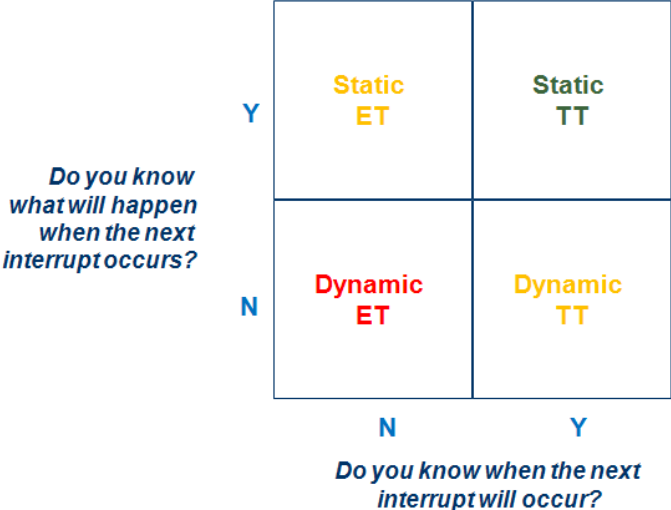 Static
ET
Static
TT
Y
Do you know
what will happen
when the next
interrupt occurs?
Dynamic
ET
Dynamic
TT
N
N
Y
Do you know when the next
interrupt will occur?